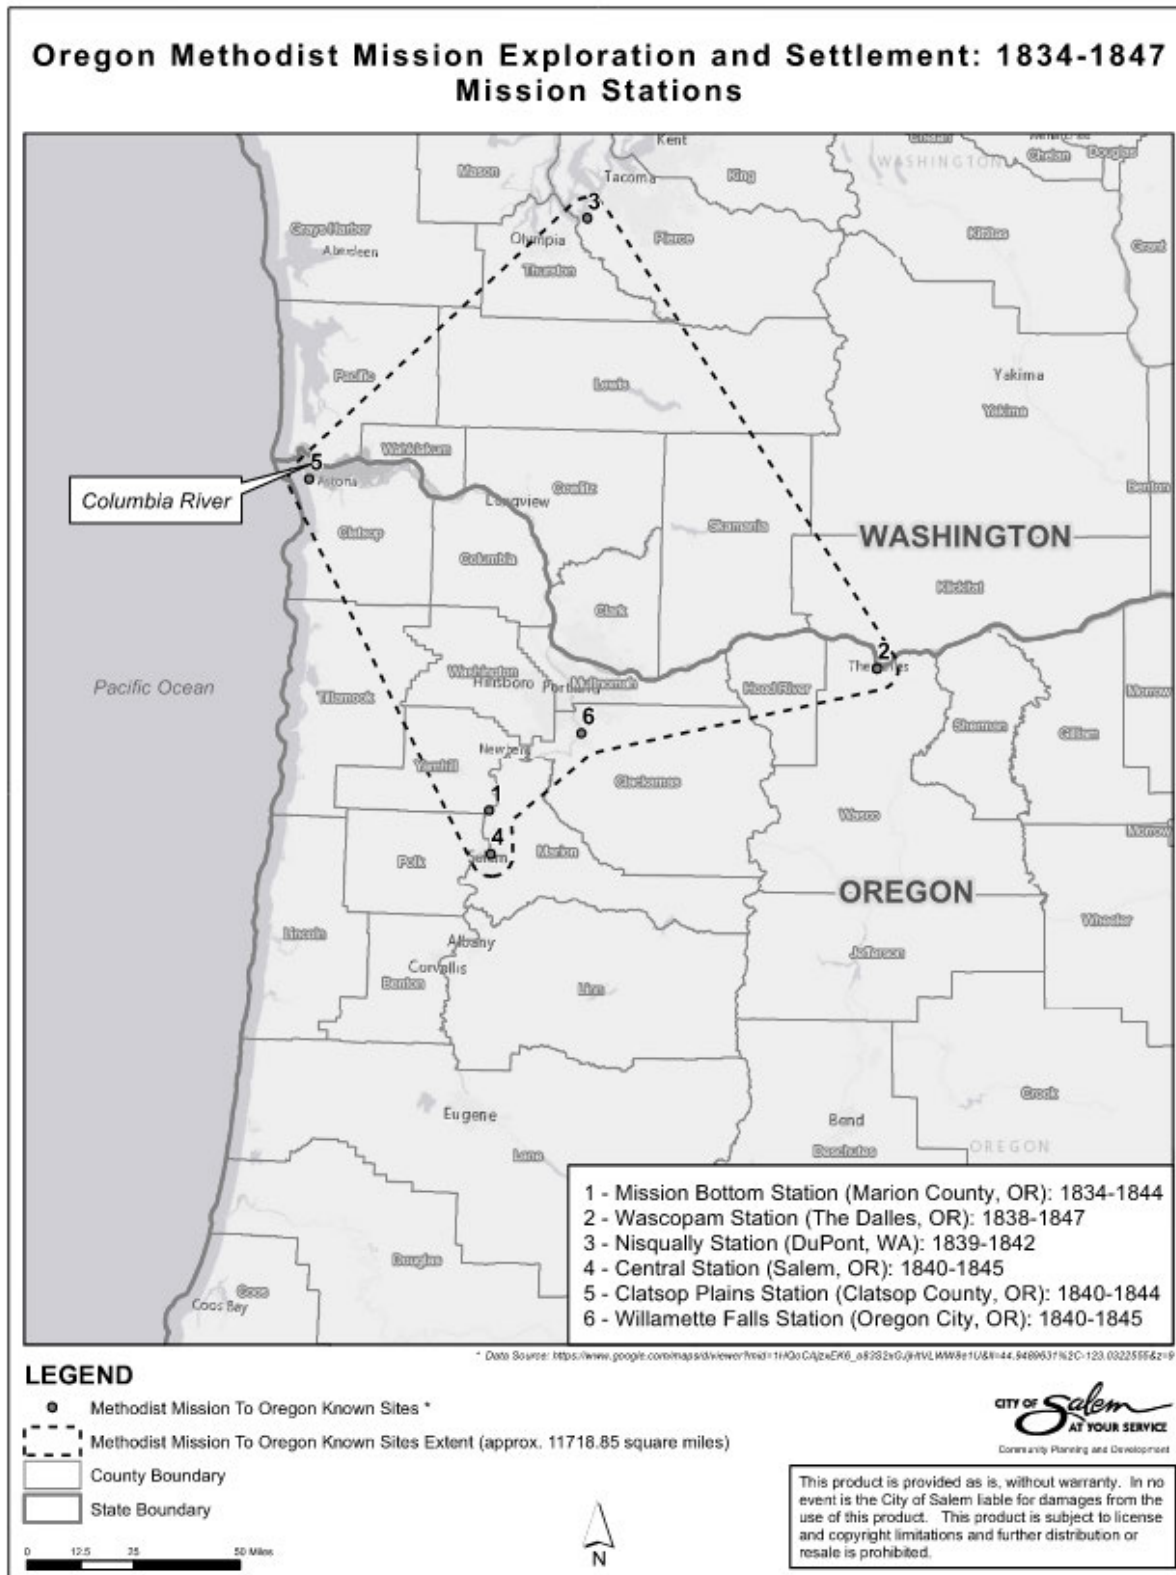 Oregon Methodist Mission Exploration and Settlement: 1834-1847
Mission Stations
Kent
Chelan
Douglas
WASHINGTON
Chelan
Mason
Tacoma
King
3
Grays Harbor
Aberdeen
Olympia
Pierce
Kittitas
Grant
Thurston
Pacific
Lewis
Yakima
Yakima
Wahkiakum
5
Columbia River
Astoria
Cowlitz
Longview
Benton
Skamania
WASHINGTON
Clatsop
Columbia
Klickitat
Clark
2
The Dalles
Pacific Ocean
Washington
Hillsboro
Portland
Multnomah
Hood River
Morrow
Tillamook
6
Sherman
Gilliam
Newberg
Yamhill
Clackamas
1
Wasco
Morrow
4
Salem
Marion
Polk
OREGON
Wheeler
Lincoln
Albany
Corvallis
Jefferson
Benton
Linn
Crook
Eugene
Bend
Deschutes
OREGON
Lane
Douglas
Coos
Coos Bay
1 - Mission Bottom Station (Marion County, OR): 1834-1844
2 - Wascopam Station (The Dalles, OR): 1838-1847
3 - Nisqually Station (DuPont, WA): 1839-1842
4 - Central Station (Salem, OR): 1840-1845
5 - Clatsop Plains Station (Clatsop County, OR): 1840-1844
6 - Willamette Falls Station (Oregon City, OR): 1840-1845
* Data Source:
LEGEND
Methodist Mission To Oregon Known Sites *
Methodist Mission To Oregon Known Sites Extent (approx. 11718.85 square miles)
County Boundary
State Boundary
0 12.5 25 50 Miles
N
CITY OF Salem
AT YOUR SERVICE
Community Planning and Development
This product is provided as is, without warranty. In no
event is the City of Salem liable for damages from the
use of this product. This product is subject to license
and copyright limitations and further distribution or
resale is prohibited.